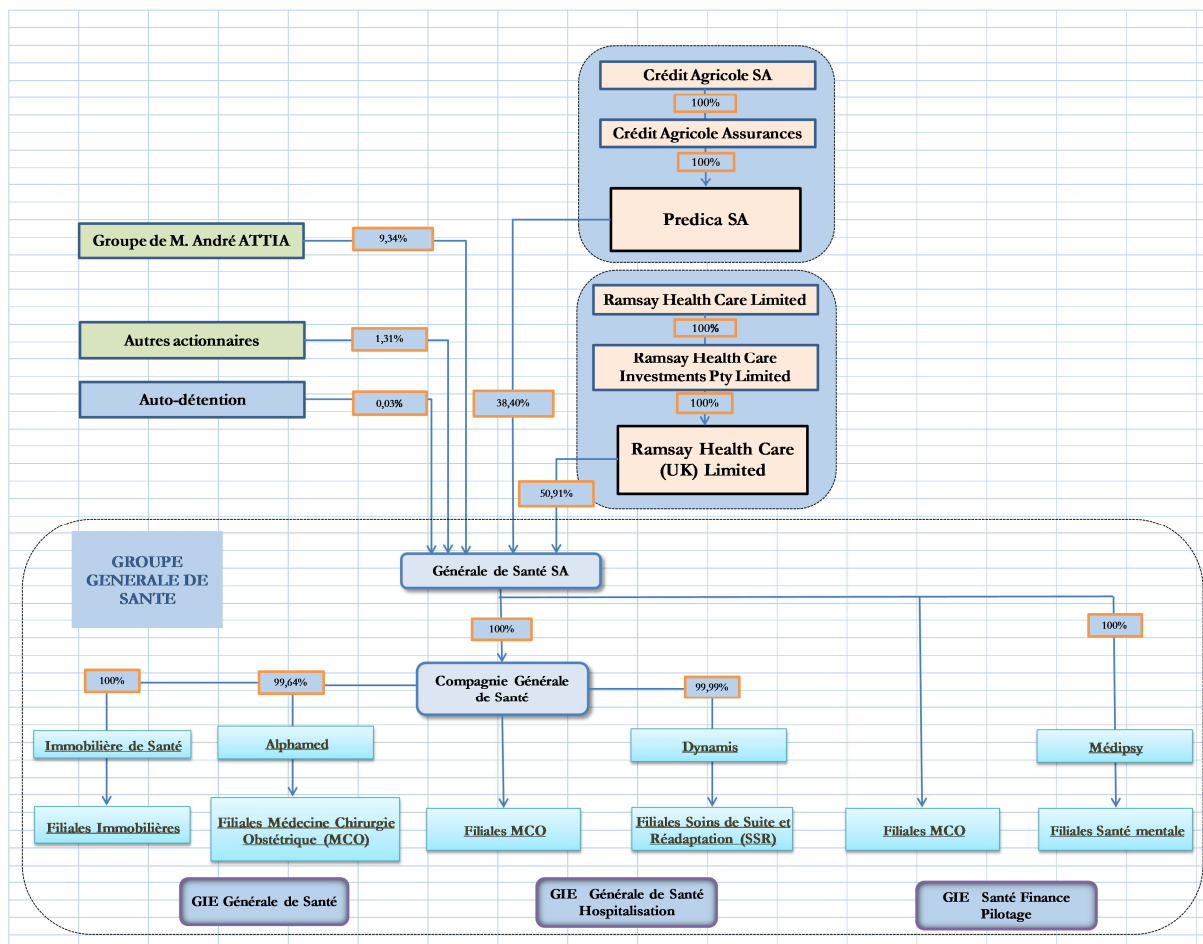 Crédit Agricole SA
100%
Crédit Agricole Assurances
100%
Predica SA
Groupe de M. André ATTIA
9,34%
Ramsay Health Care Limited
100%
Autres actionnaires
1,31%
Ramsay Health Care
Investments Pty Limited
Auto-détention
0,03%
38,40%
100%
Ramsay Health Care
(UK) Limited
50,91%
GROUPE
GENERALE DE
SANTE
Générale de Santé SA
100%
100%
100%
99,64%
Compagnie Générale
de Santé
99,99%
Immobilière de Santé
Alphamed
Dynamis
Médipsy
Filiales Immobilières
Filiales Médecine Chirurgie
Obstétrique (MCO)
Filiales MCO
Filiales Soins de Suite et
Réadaptation (SSR)
Filiales MCO
Filiales Santé mentale
GIE Générale de Santé
GIE Générale de Santé
Hospitalisation
GIE Santé Finance
Pilotage